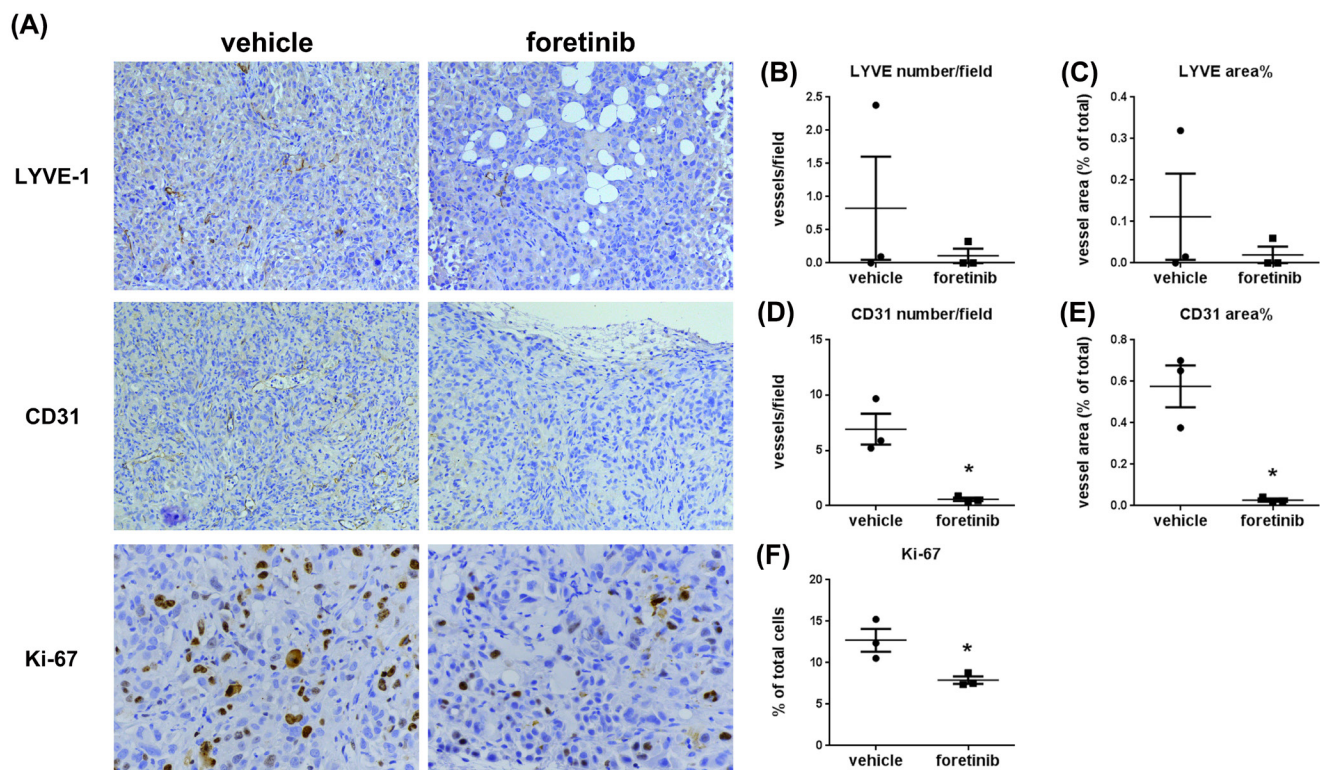 (A)
vehicle
foretinib
LYVE-1
CD31
Ki-67
(B)
LYVE number/field
vessels/field
2.5
2.0
1.5
1.0
0.5
0.0
vehicle
foretinib
(C)
LYVE area%
vessel area (% of total)
0.4
0.3
0.2
0.1
0.0
vehicle
foretinib
(D)
CD31 number/field
vessels/field
15
10
5
0
*
vehicle
foretinib
(E)
CD31 area%
vessel area (% of total)
0.8
0.6
0.4
0.2
0.0
*
vehicle
foretinib
(F)
Ki-67
% of total cells
20
15
10
5
0
*
vehicle
foretinib